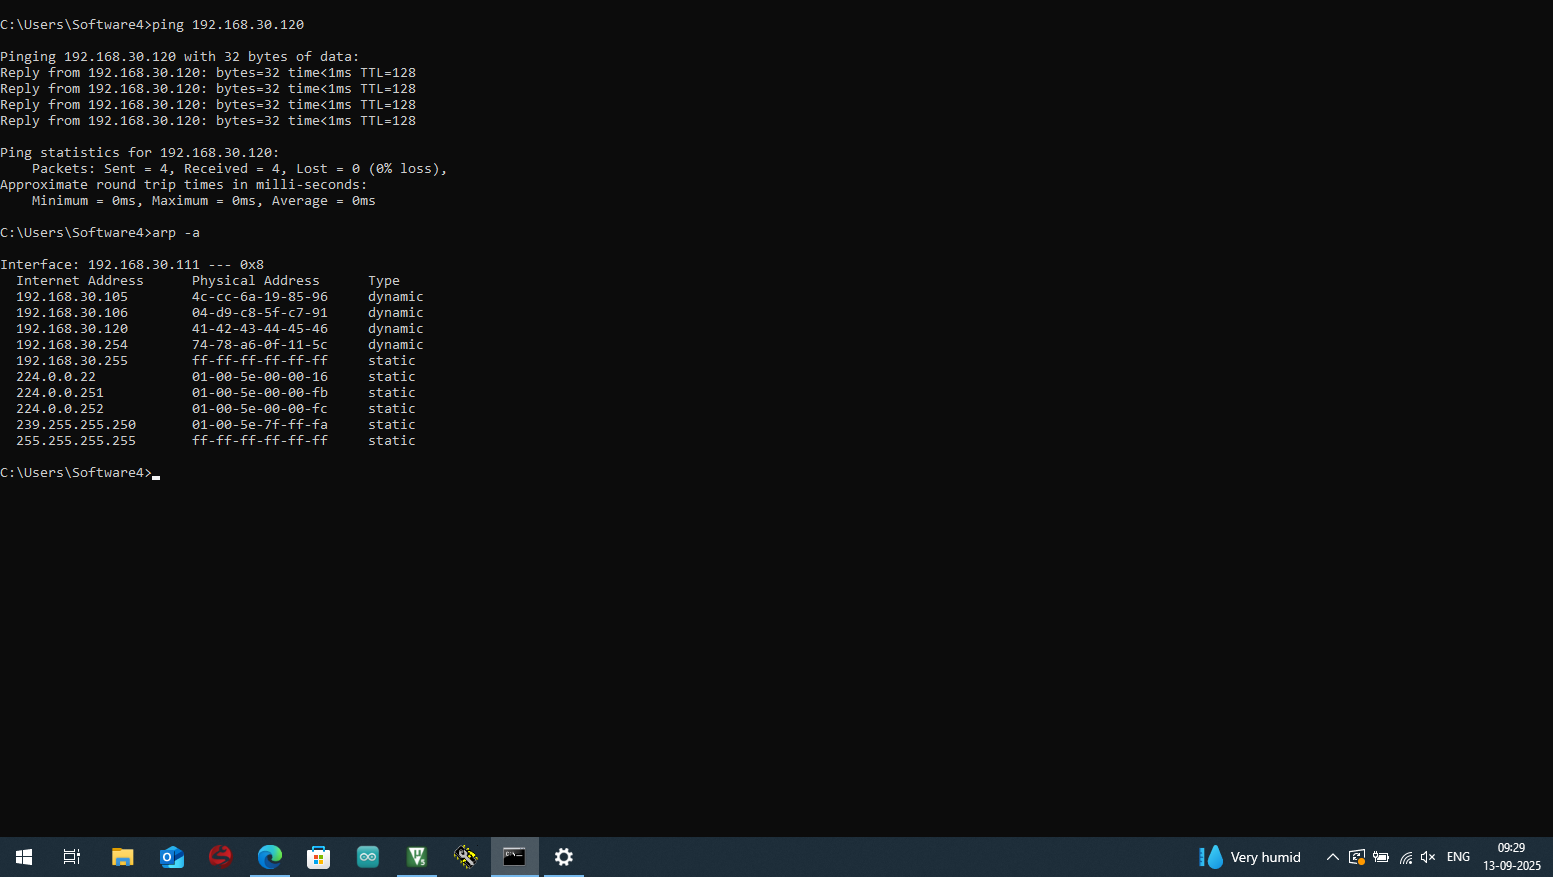 C:\Users\Software4>ping 192.168.30.120
Pinging 192.168.30.120 with 32 bytes of data:
Reply from 192.168.30.120: bytes=32 time<1ms TTL=128
Reply from 192.168.30.120: bytes=32 time<1ms TTL=128
Reply from 192.168.30.120: bytes=32 time<1ms TTL=128
Reply from 192.168.30.120: bytes=32 time<1ms TTL=128
Ping statistics for 192.168.30.120:
    Packets: Sent = 4, Received = 4, Lost = 0 (0% loss),
Approximate round trip times in milli-seconds:
    Minimum = 0ms, Maximum = 0ms, Average = 0ms
C:\Users\Software4>arp -a
Interface: 192.168.30.111 --- 0x8
  Internet Address      Physical Address      Type
  192.168.30.105        4c-cc-6a-19-85-96     dynamic
  192.168.30.106        04-d9-c8-5f-c7-91     dynamic
  192.168.30.120        41-42-43-44-45-46     dynamic
  192.168.30.254        74-78-a6-0f-11-5c     dynamic
  192.168.30.255        ff-ff-ff-ff-ff-ff     static
  224.0.0.22            01-00-5e-00-00-16     static
  224.0.0.251           01-00-5e-00-00-fb     static
  224.0.0.252           01-00-5e-00-00-fc     static
  239.255.255.250       01-00-5e-7f-ff-fa     static
  255.255.255.255       ff-ff-ff-ff-ff-ff     static
C:\Users\Software4>
Very humid
ENG
09:29
13-09-2025